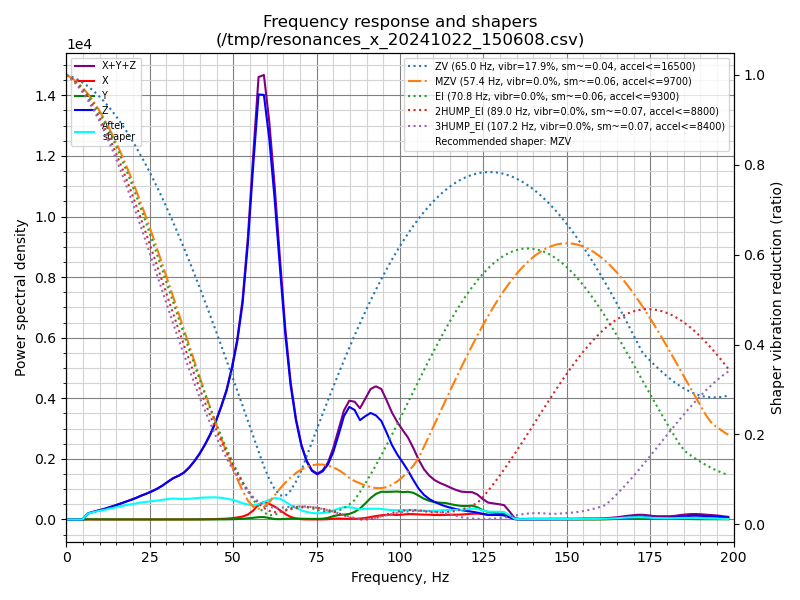 Frequency response and shapers
(/tmp/resonances_x_20241022_150608.csv)
1e4
X+Y+Z
X
Y
Z
After
shaper
ZV (65.0 Hz, vibr=17.9%, sm~=0.04, accel<=16500)
MZV (57.4 Hz, vibr=0.0%, sm~=0.06, accel<=9700)
EI (70.8 Hz, vibr=0.0%, sm~=0.06, accel<=9300)
2HUMP_EI (89.0 Hz, vibr=0.0%, sm~=0.07, accel<=8800)
3HUMP_EI (107.2 Hz, vibr=0.0%, sm~=0.07, accel<=8400)
Recommended shaper: MZV
1.4
1.2
1.0
0.8
0.6
0.4
0.2
0.0
Power spectral density
1.0
0.8
0.6
0.4
0.2
0.0
Shaper vibration reduction (ratio)
0 25 50 75 100 125 150 175 200
Frequency, Hz